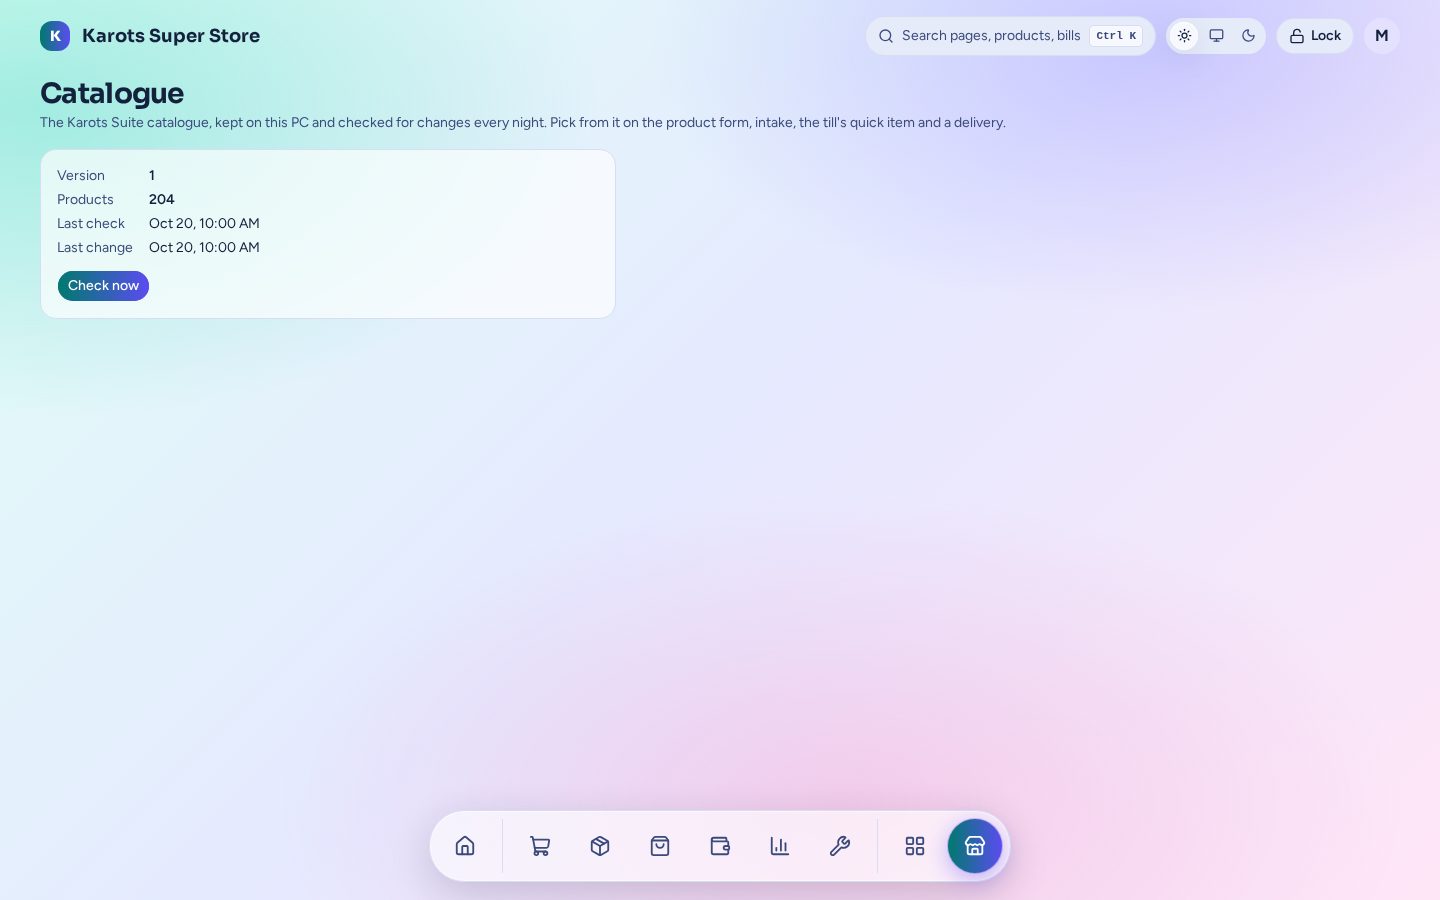 K Karots Super Store
Search pages, products, bills Ctrl K
Lock
M
Catalogue
The Karots Suite catalogue, kept on this PC and checked for changes every night. Pick from it on the product form, intake, the till's quick item and a delivery.
Version 1
Products 204
Last check Oct 20, 10:00 AM
Last change Oct 20, 10:00 AM
Check now